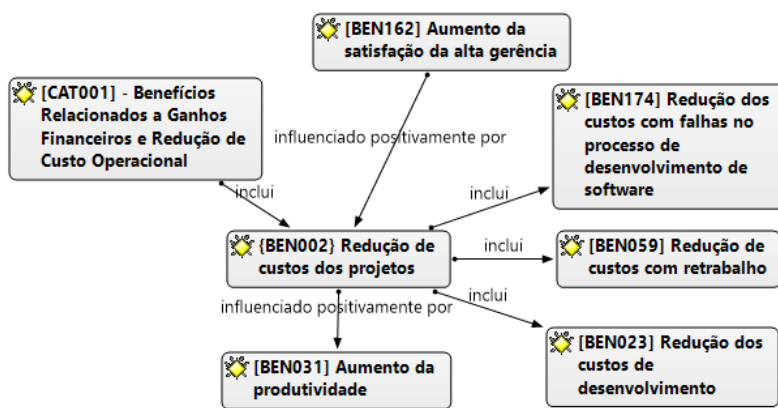 [BEN162] Aumento da
satisfação da alta gerência
[CAT001] - Benefícios
Relacionados a Ganhos
Financeiros e Redução de
Custo Operacional
[BEN174] Redução dos
custos com falhas no
processo de
desenvolvimento de
software
influenciado positivamente por
inclui
inclui
{BEN002} Redução de
custos dos projetos
inclui
[BEN059] Redução de
custos com retrabalho
influenciado positivamente por
inclui
[BEN031] Aumento da
produtividade
[BEN023] Redução dos
custos de
desenvolvimento